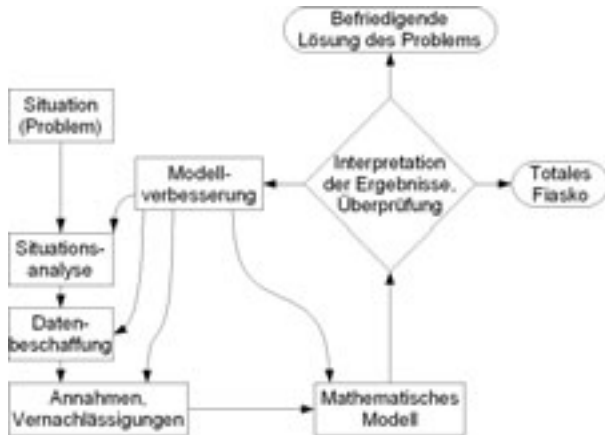 Befriedigende
Lösung des Problems
Situation
(Problem)
Modell-
verbesserung
Interpretation
der Ergebnisse,
Überprüfung
Totales
Fiasko
Situations-
analyse
Daten-
beschaffung
Annahmen,
Vernachlässigungen
Mathematisches
Modell